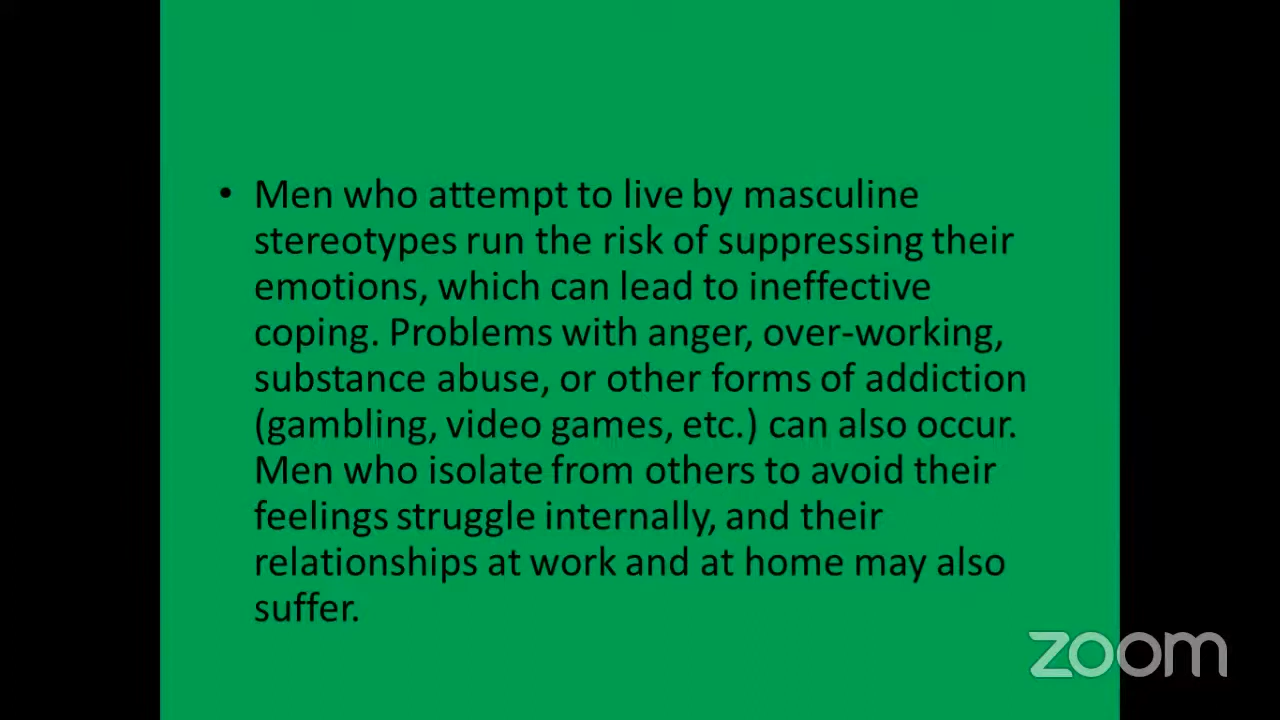 • Men who attempt to live by masculine
stereotypes run the risk of suppressing their
emotions, which can lead to ineffective
coping. Problems with anger, over-working,
substance abuse, or other forms of addiction
(gambling, video games, etc.) can also occur.
Men who isolate from others to avoid their
feelings struggle internally, and their
relationships at work and at home may also
suffer.
zoom